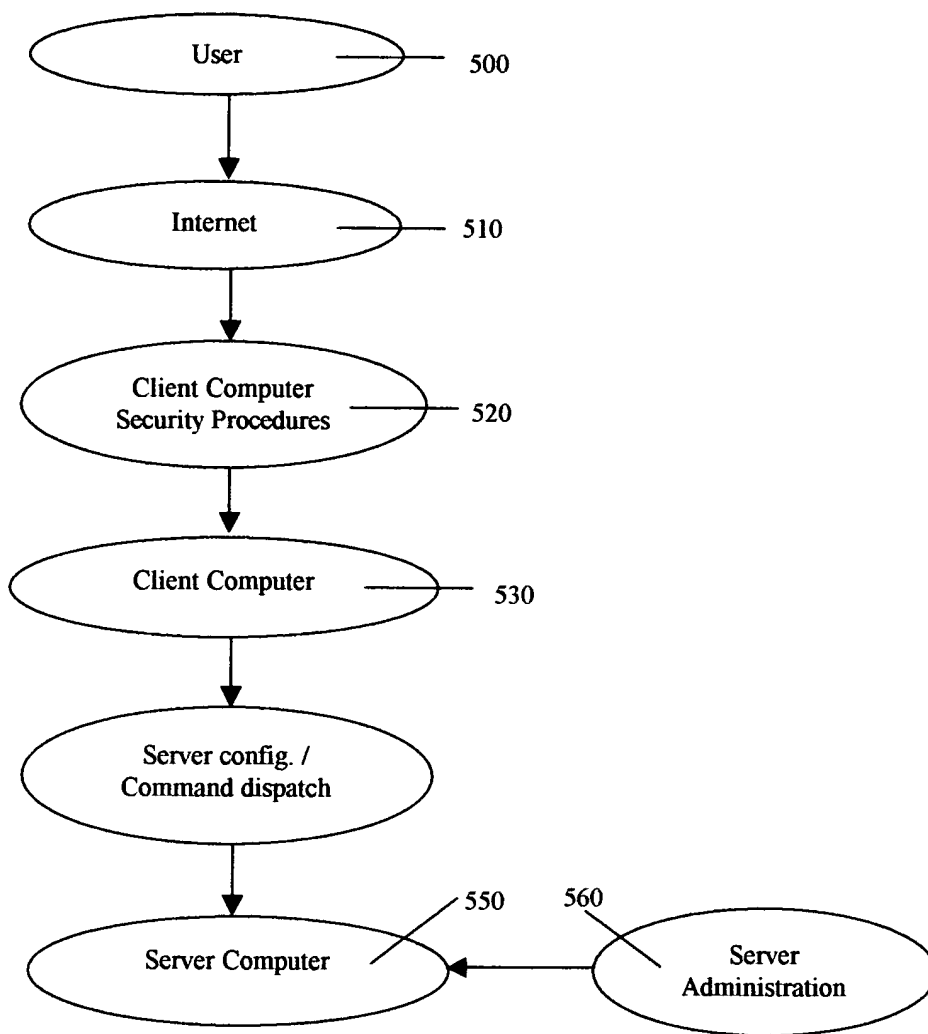 User
500
Internet
510
Client Computer
Security Procedures
520
Client Computer
530
Server config. /
Command dispatch
550
560
Server Computer
Server
Administration